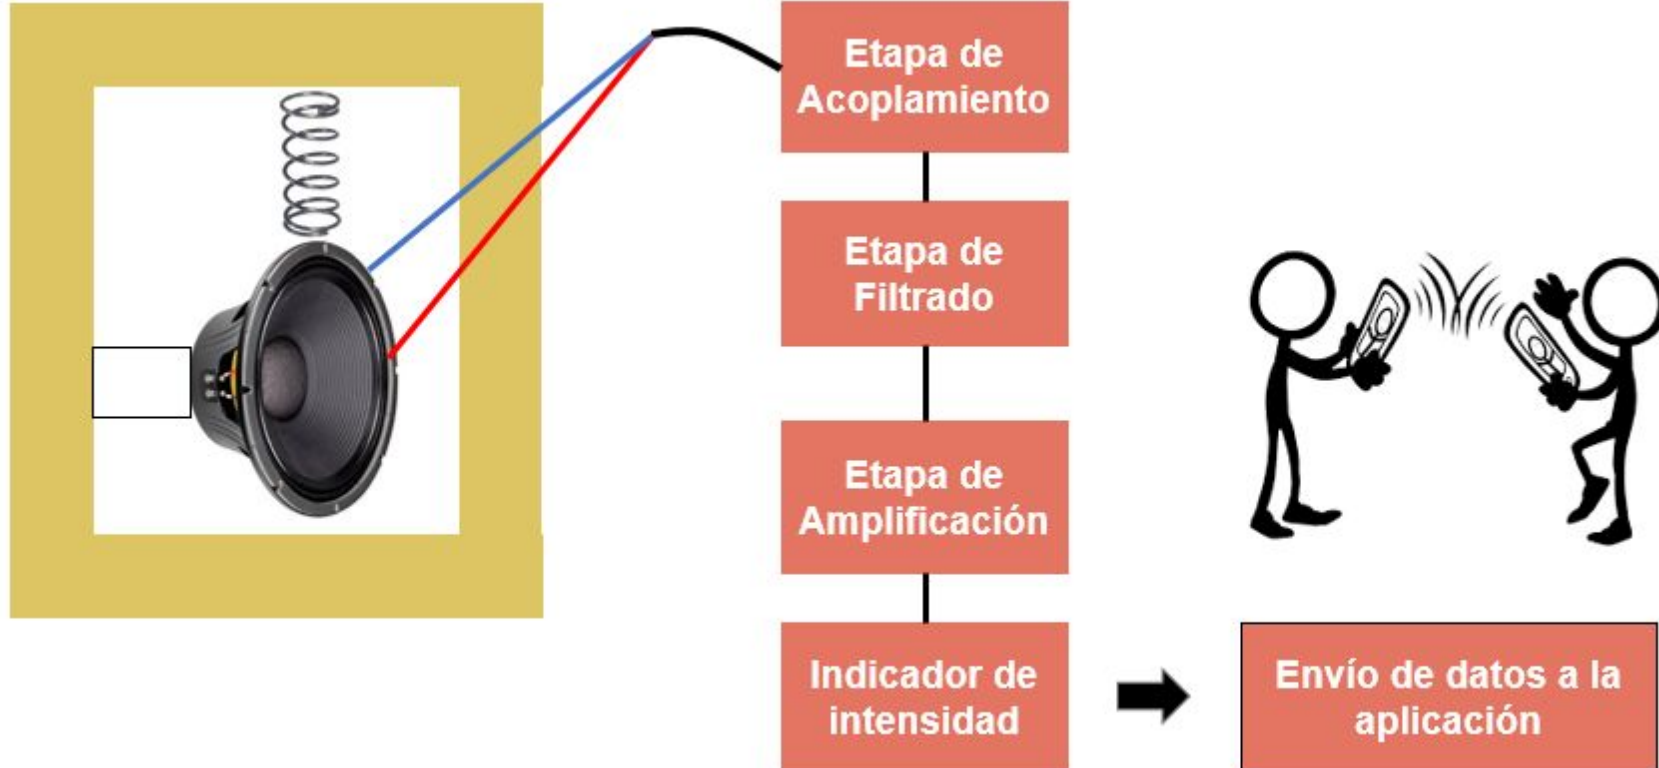 Etapa de
Acoplamiento
Etapa de
Filtrado
Etapa de
Amplificación
Indicador de
intensidad
Envío de datos a la
aplicación